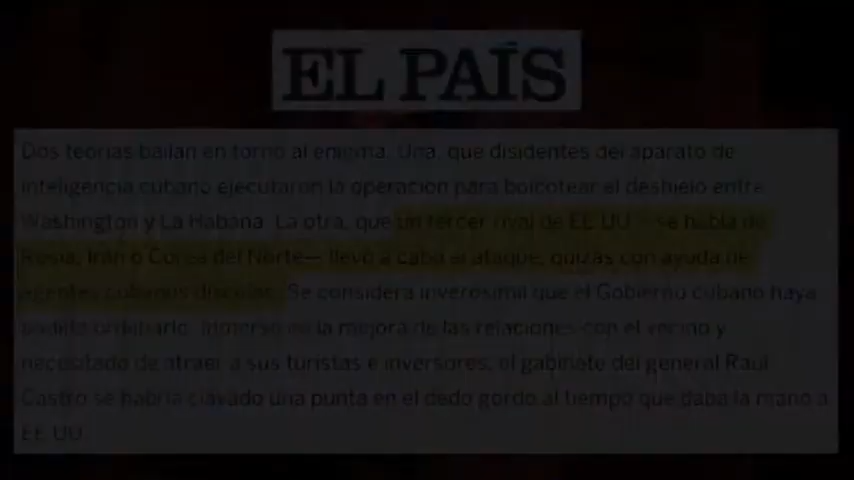 EL PAÍS
Dos teorías bailan en torno al enigma. Una, que disidentes del aparato de
inteligencia cubano ejecutaron la operación para boicotear el deshielo entre
Washington y La Habana. La otra, que un tercer rival de EE UU —se habla de
Rusia, Irán o Corea del Norte— llevó a cabo el ataque, quizás con ayuda de
agentes cubanos díscolos. Se considera inverosímil que el Gobierno cubano haya
podido ordenarlo. Inmerso en la mejora de las relaciones con el vecino y
necesitado de atraer a sus turistas e inversores, el gabinete del general Raúl
Castro se habría clavado una punta en el dedo gordo al tiempo que daba la mano a
EE UU.